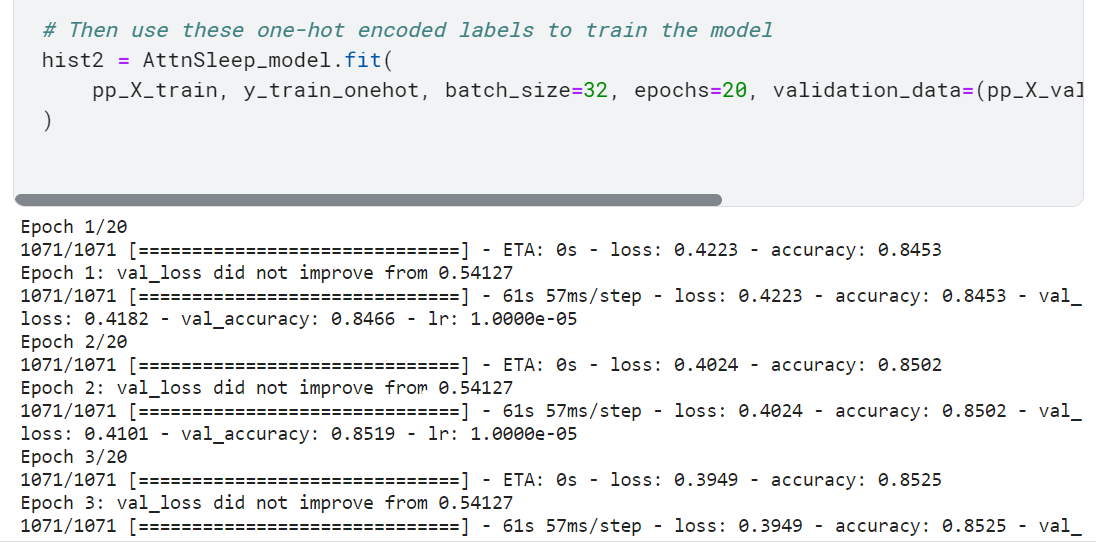 # Then use these one-hot encoded labels to train the model
hist2 = AttnSleep_model.fit(
    pp_X_train, y_train_onehot, batch_size=32, epochs=20, validation_data=(pp_X_val
)
Epoch 1/20
1071/1071 [==============================] - ETA: 0s - loss: 0.4223 - accuracy: 0.8453
Epoch 1: val_loss did not improve from 0.54127
1071/1071 [==============================] - 61s 57ms/step - loss: 0.4223 - accuracy: 0.8453 - val_
loss: 0.4182 - val_accuracy: 0.8466 - lr: 1.0000e-05
Epoch 2/20
1071/1071 [==============================] - ETA: 0s - loss: 0.4024 - accuracy: 0.8502
Epoch 2: val_loss did not improve from 0.54127
1071/1071 [==============================] - 61s 57ms/step - loss: 0.4024 - accuracy: 0.8502 - val_
loss: 0.4101 - val_accuracy: 0.8519 - lr: 1.0000e-05
Epoch 3/20
1071/1071 [==============================] - ETA: 0s - loss: 0.3949 - accuracy: 0.8525
Epoch 3: val_loss did not improve from 0.54127
1071/1071 [==============================] - 61s 57ms/step - loss: 0.3949 - accuracy: 0.8525 - val_